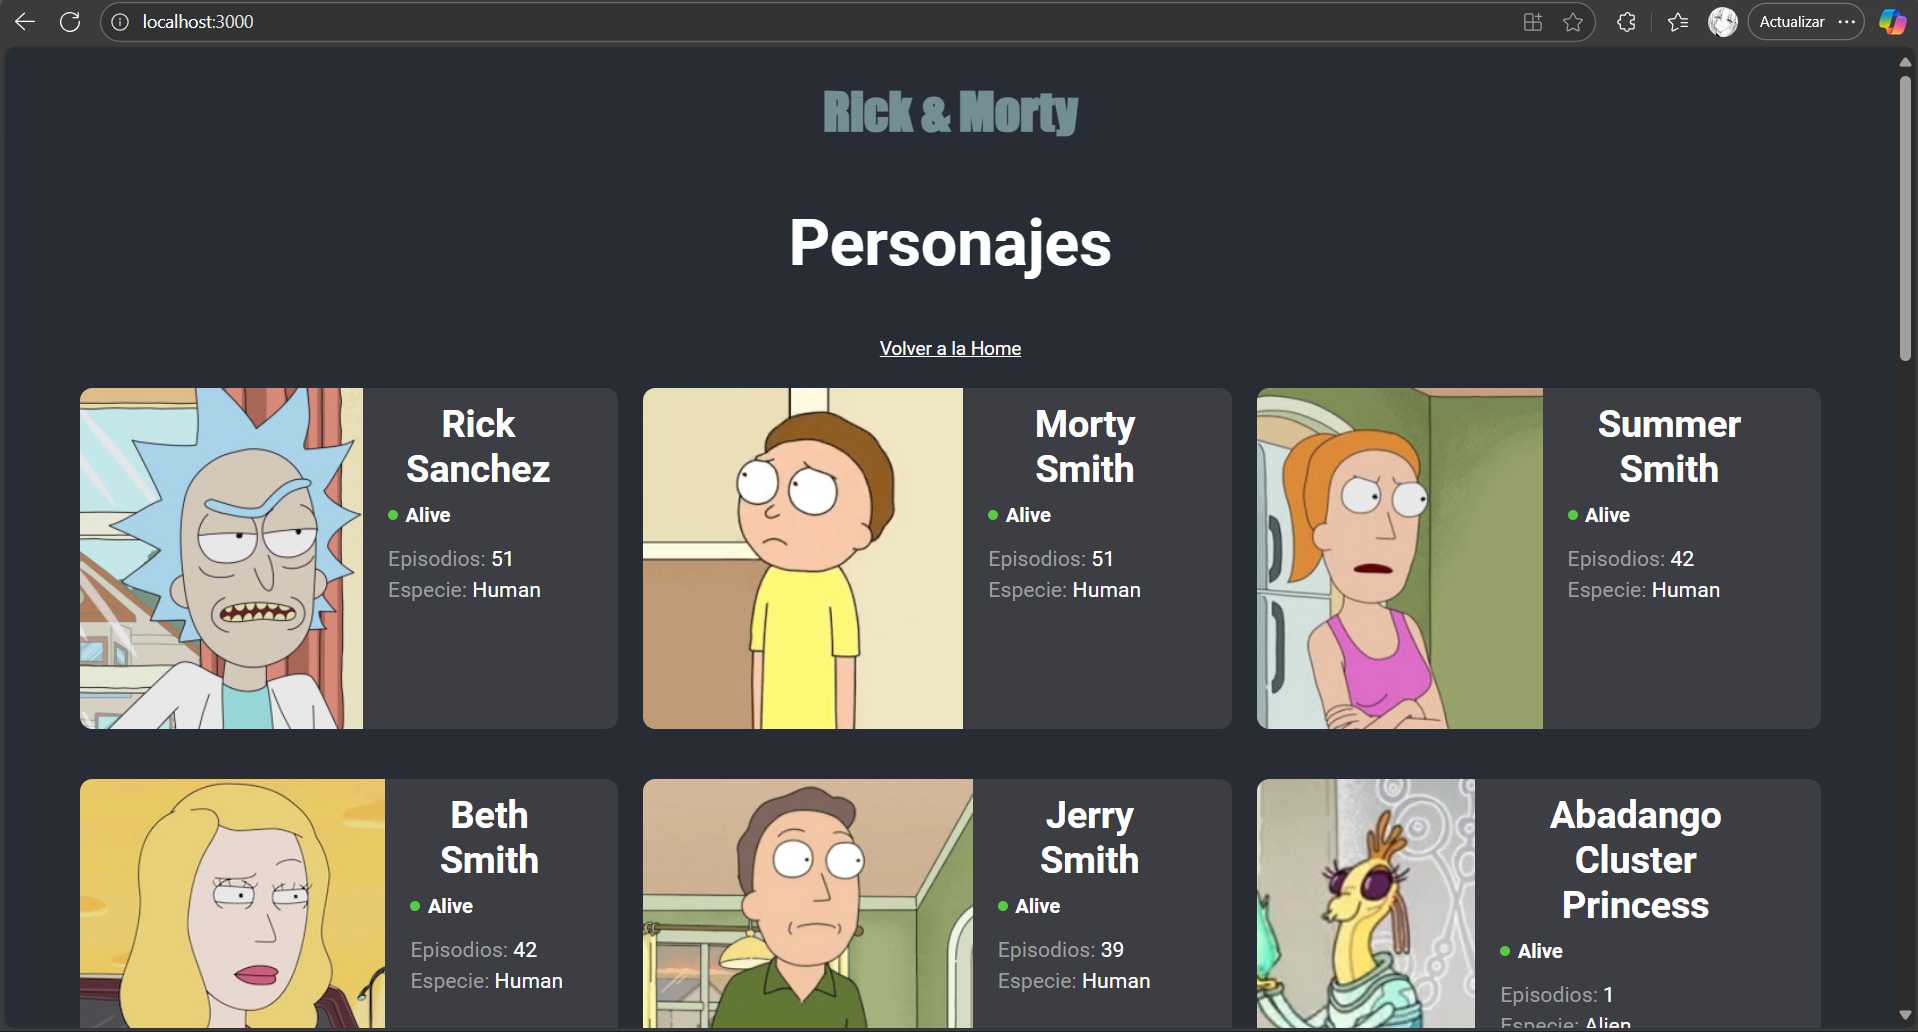 localhost:3000
Actualizar
Rick & Morty
Personajes
Volver a la Home
Rick
Sanchez
Alive
Episodios: 51
Especie: Human
Morty
Smith
Alive
Episodios: 51
Especie: Human
Summer
Smith
Alive
Episodios: 42
Especie: Human
Beth
Smith
Alive
Episodios: 42
Especie: Human
Jerry
Smith
Alive
Episodios: 39
Especie: Human
Abadango
Cluster
Princess
Alive
Episodios: 1
Especie: Alien